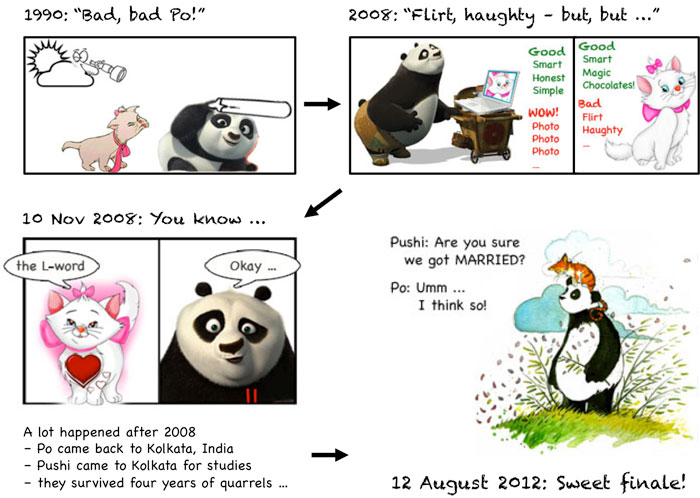 1990: “Bad, bad Po!”
2008: “Flirt, haughty – but, but ...”
Good
Smart
Honest
Simple
WOW!
Photo
Photo
Photo
...
Good
Smart
Magic
Chocolates!
Bad
Flirt
Haughty
...
10 Nov 2008: You know ...
the L-word
Okay ...
Pushi: Are you sure
we got MARRIED?
Po: Umm ...
I think so!
A lot happened after 2008
– Po came back to Kolkata, India
– Pushi came to Kolkata for studies
– they survived four years of quarrels ...
12 August 2012: Sweet finale!